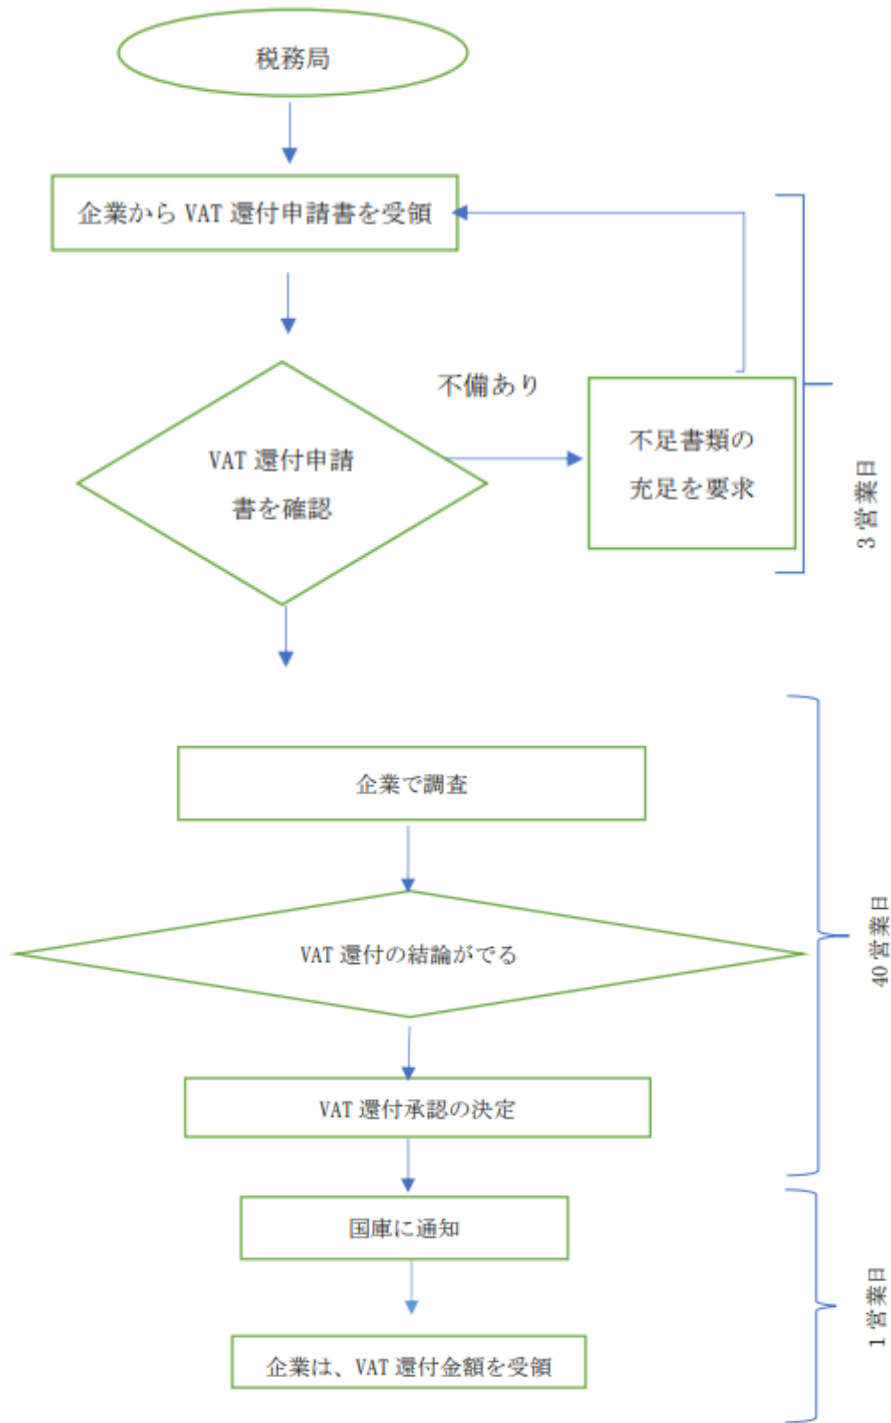 税務局
企業から VAT 還付申請書を受領
不備あり
VAT 還付申請
書を確認
不足書類の
充足を要求
3 営業日
企業で調査
VAT 還付の結論がでる
40 営業日
VAT 還付承認の決定
国庫に通知
1 営業日
企業は、VAT 還付金額を受領